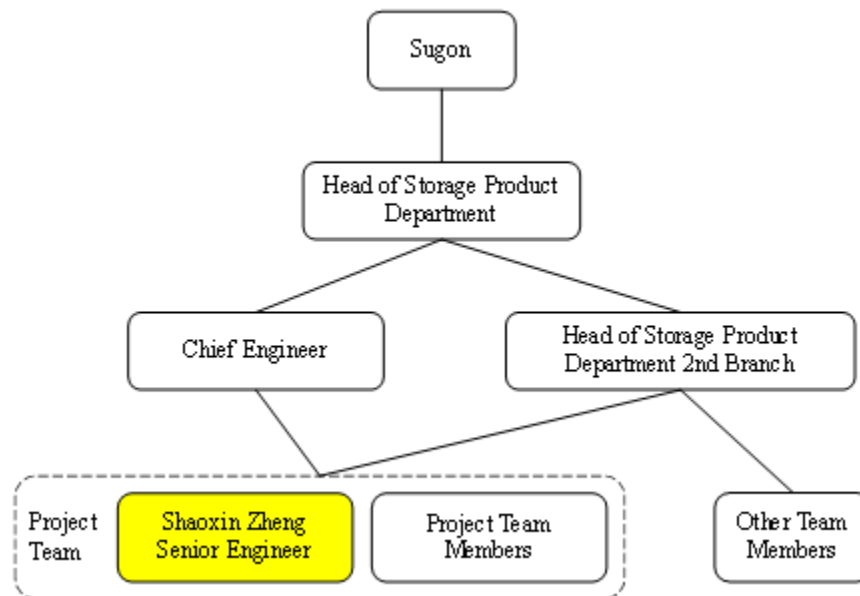 Sugon
Head of Storage Product
Department
Chief Engineer
Head of Storage Product
Department 2nd Branch
Project
Team
Shaoxin Zheng
Senior Engineer
Project Team
Members
Other Team
Members